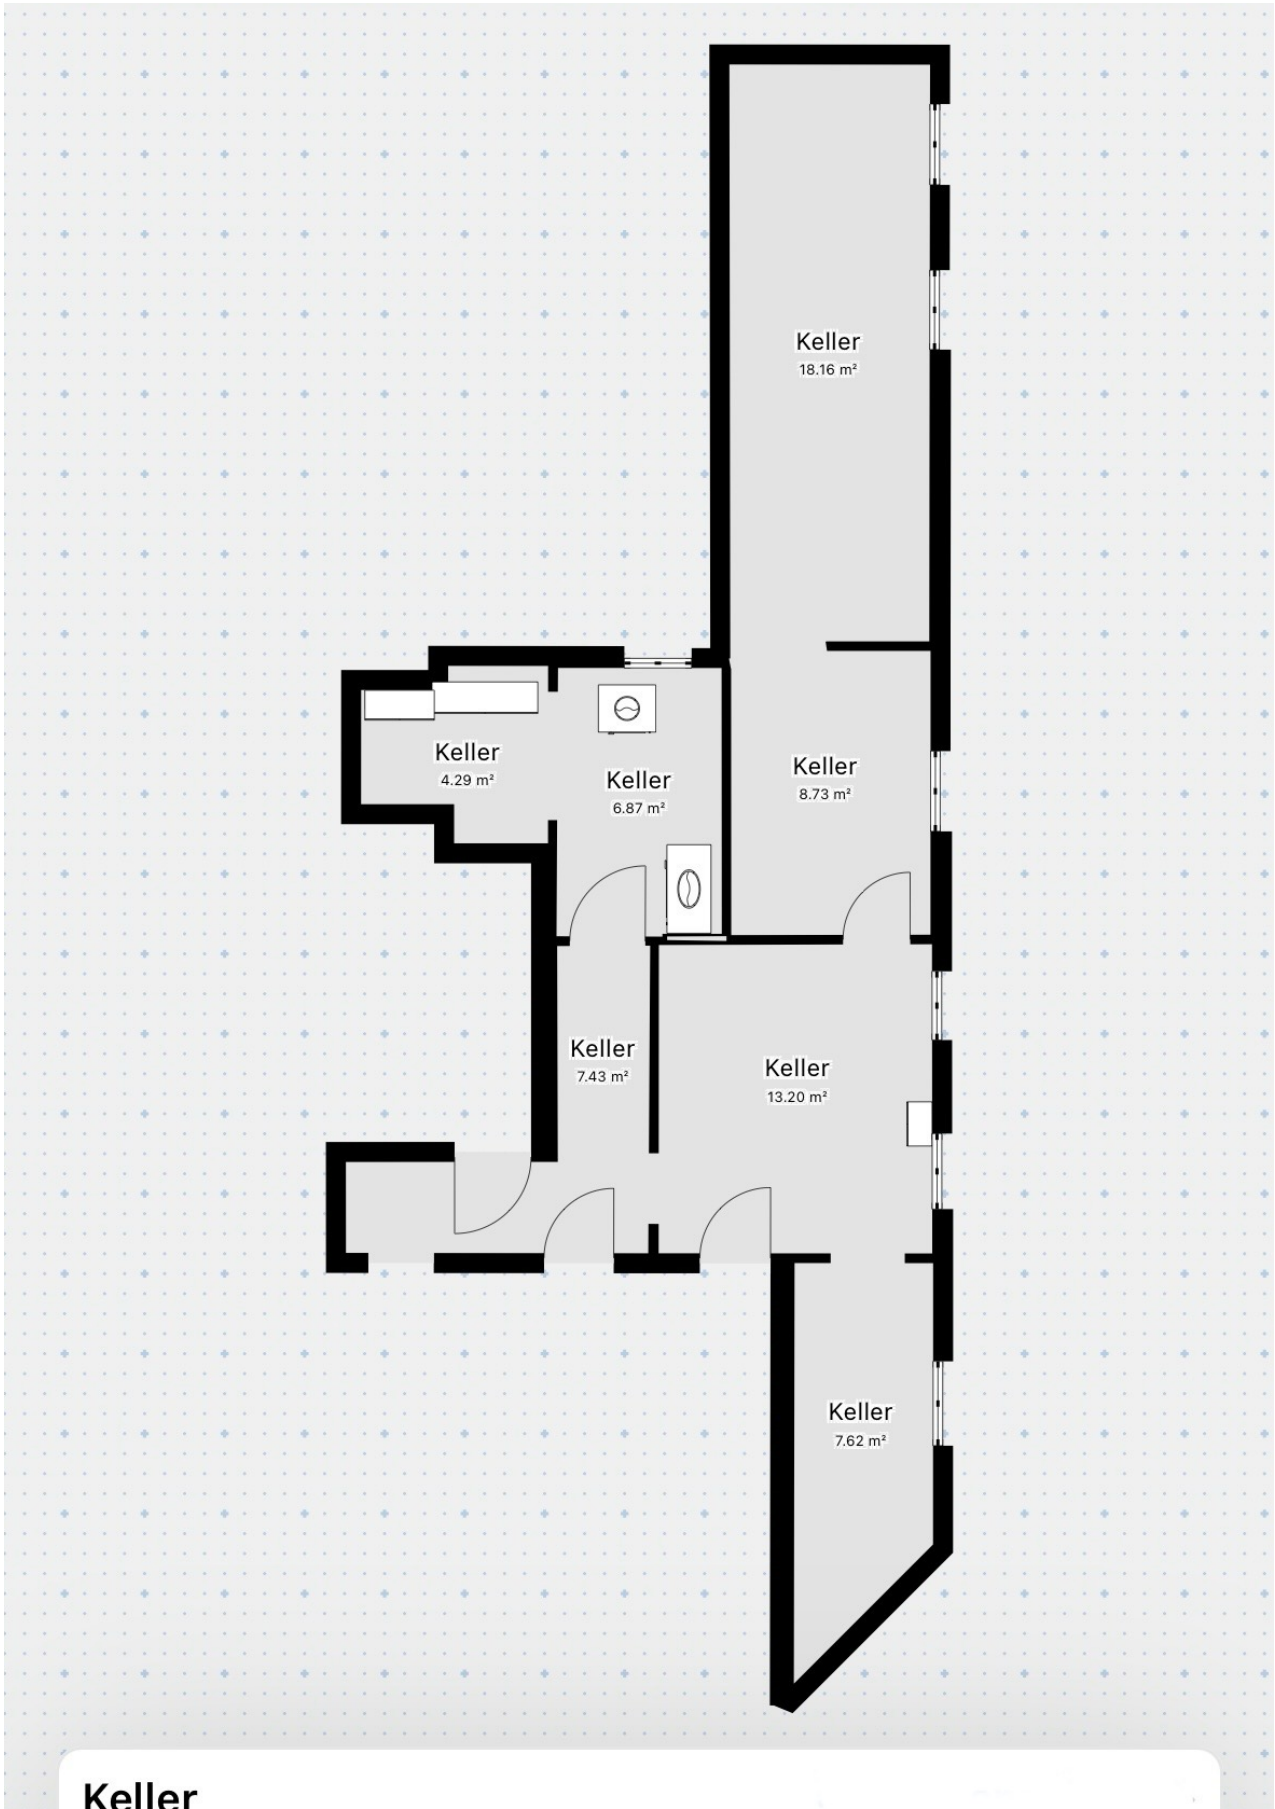 Keller
18.16 m²
Keller
4.29 m²
Keller
6.87 m²
Keller
8.73 m²
Keller
7.43 m²
Keller
13.20 m²
Keller
7.62 m²
Keller